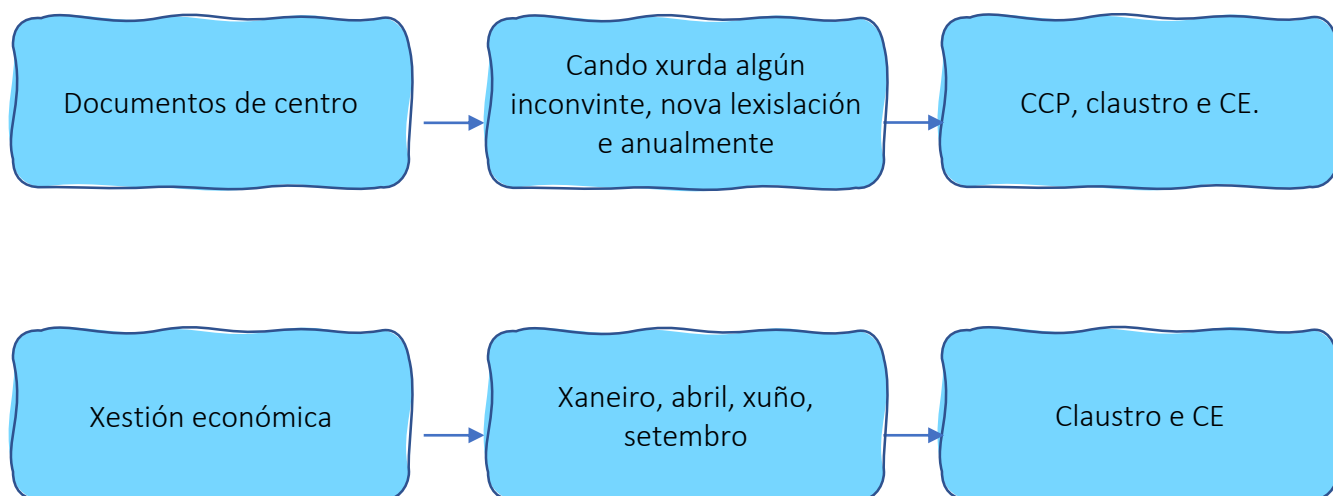 Documentos de centro
Cando xurda algún
inconvinte, nova lexislación
e anualmente
CCP, claustro e CE.
Xestión económica
Xaneiro, abril, xuño,
setembro
Claustro e CE